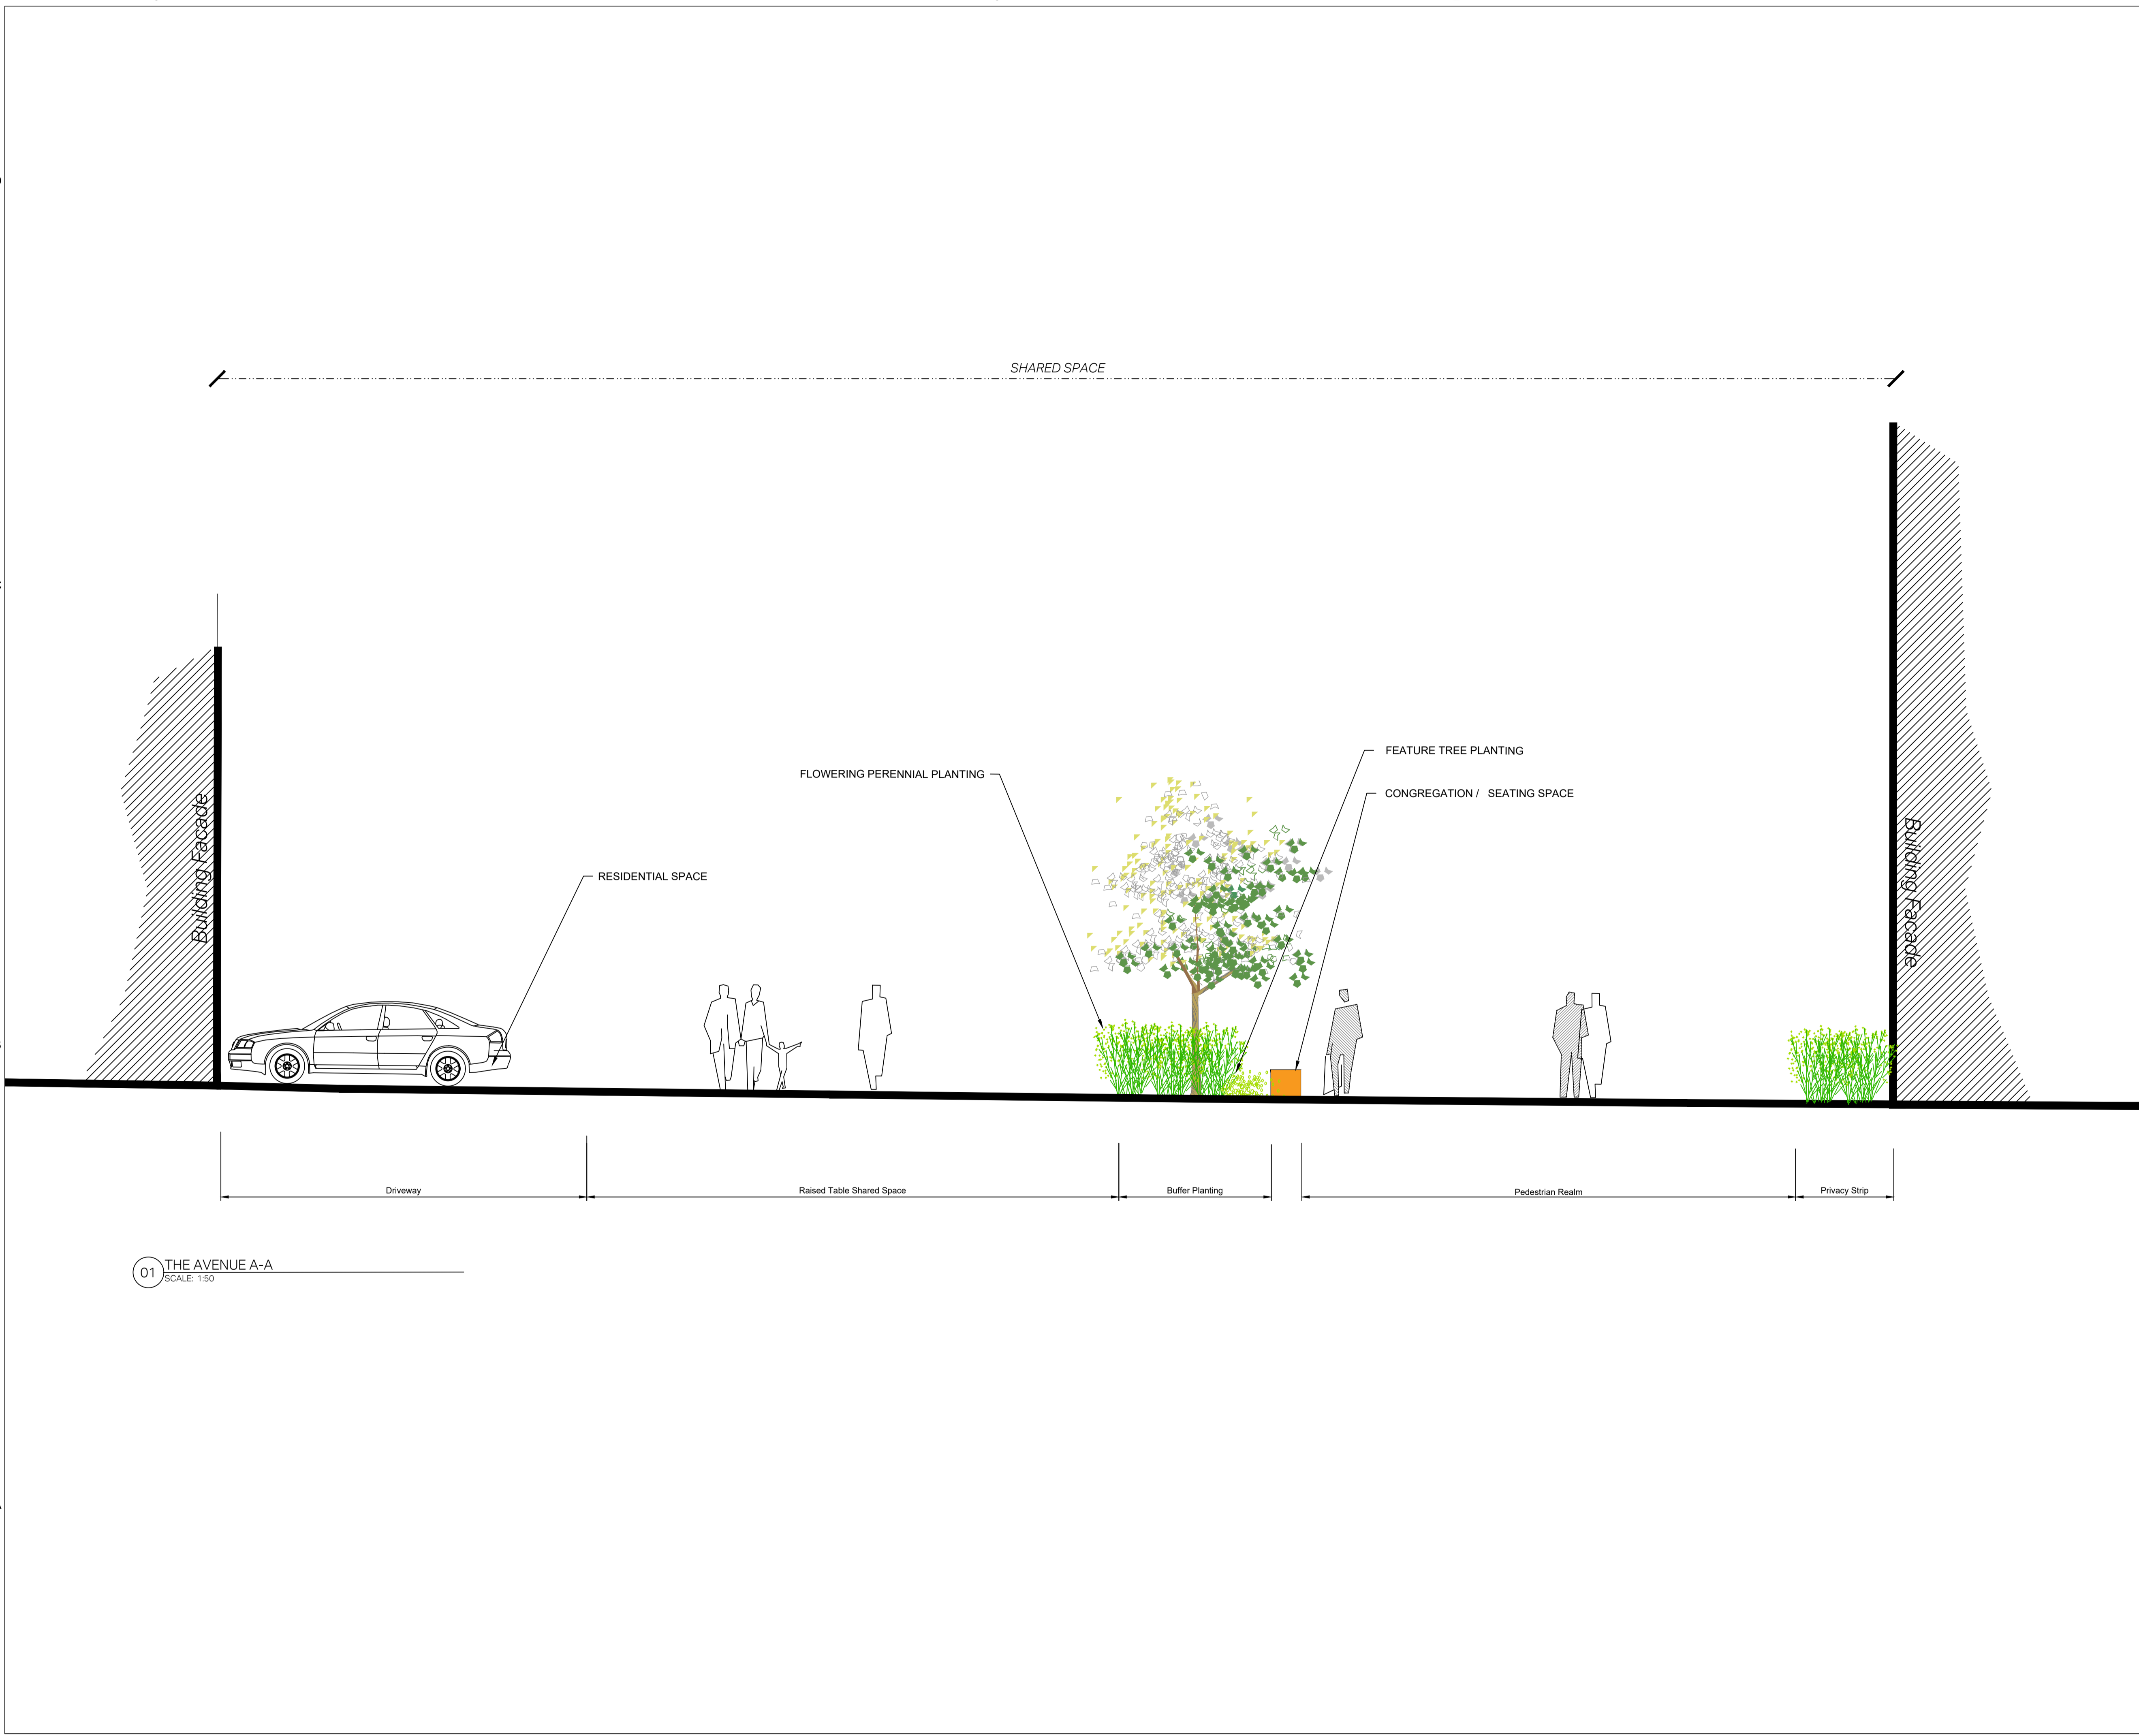 SHARED SPACE
FEATURE TREE PLANTING
FLOWERING PERENNIAL PLANTING
CONGREGATION / SEATING SPACE
Building Facade
Building Facade
RESIDENTIAL SPACE
Driveway
Raised Table Shared Space
Buffer Planting
Pedestrian Realm
Privacy Strip
01
THE AVENUE A-A
SCALE: 1:50